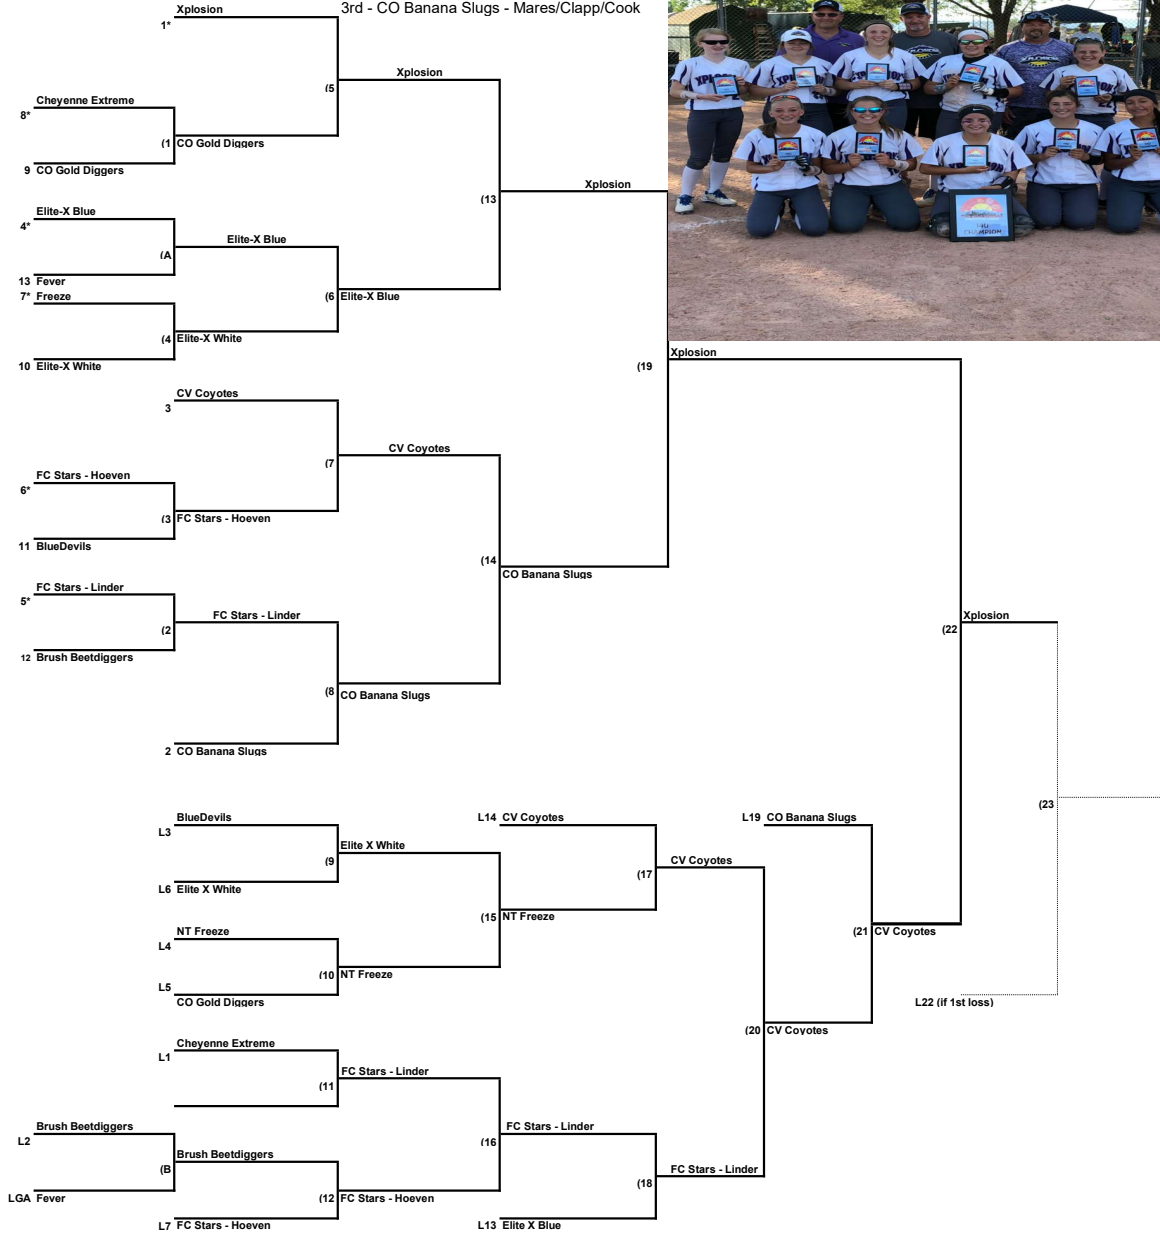 3rd - CO Banana Slugs - Mares/Clapp/Cook
Xplosion
1*
(5
Xplosion
Cheyenne Extreme
8*
(1 CO Gold Diggers
9 CO Gold Diggers
Xplosion
(13
Elite-X Blue
4*
(A
Elite-X Blue
13 Fever
7* Freeze
(6 Elite-X Blue
(4 Elite-X White
10 Elite-X White
Xplosion
(19
CV Coyotes
3
(7
CV Coyotes
FC Stars - Hoeven
6*
(3 FC Stars - Hoeven
11 BlueDevils
(14
CO Banana Slugs
FC Stars - Linder
5*
(2
FC Stars - Linder
12 Brush Beetdiggers
(8 CO Banana Slugs
2 CO Banana Slugs
Xplosion
(22
(23
BlueDevils
L3
(9
Elite X White
L6 Elite X White
L14 CV Coyotes
(17
CV Coyotes
L19 CO Banana Slugs
(15 NT Freeze
NT Freeze
L4
(10 NT Freeze
L5
CO Gold Diggers
(21 CV Coyotes
L22 (if 1st loss)
(20 CV Coyotes
Cheyenne Extreme
L1
(11
FC Stars - Linder
Brush Beetdiggers
L2
(B
Brush Beetdiggers
LGA Fever
(16
FC Stars - Linder
(12 FC Stars - Hoeven
L7 FC Stars - Hoeven
(18
FC Stars - Linder
L13 Elite X Blue
CHAMPION